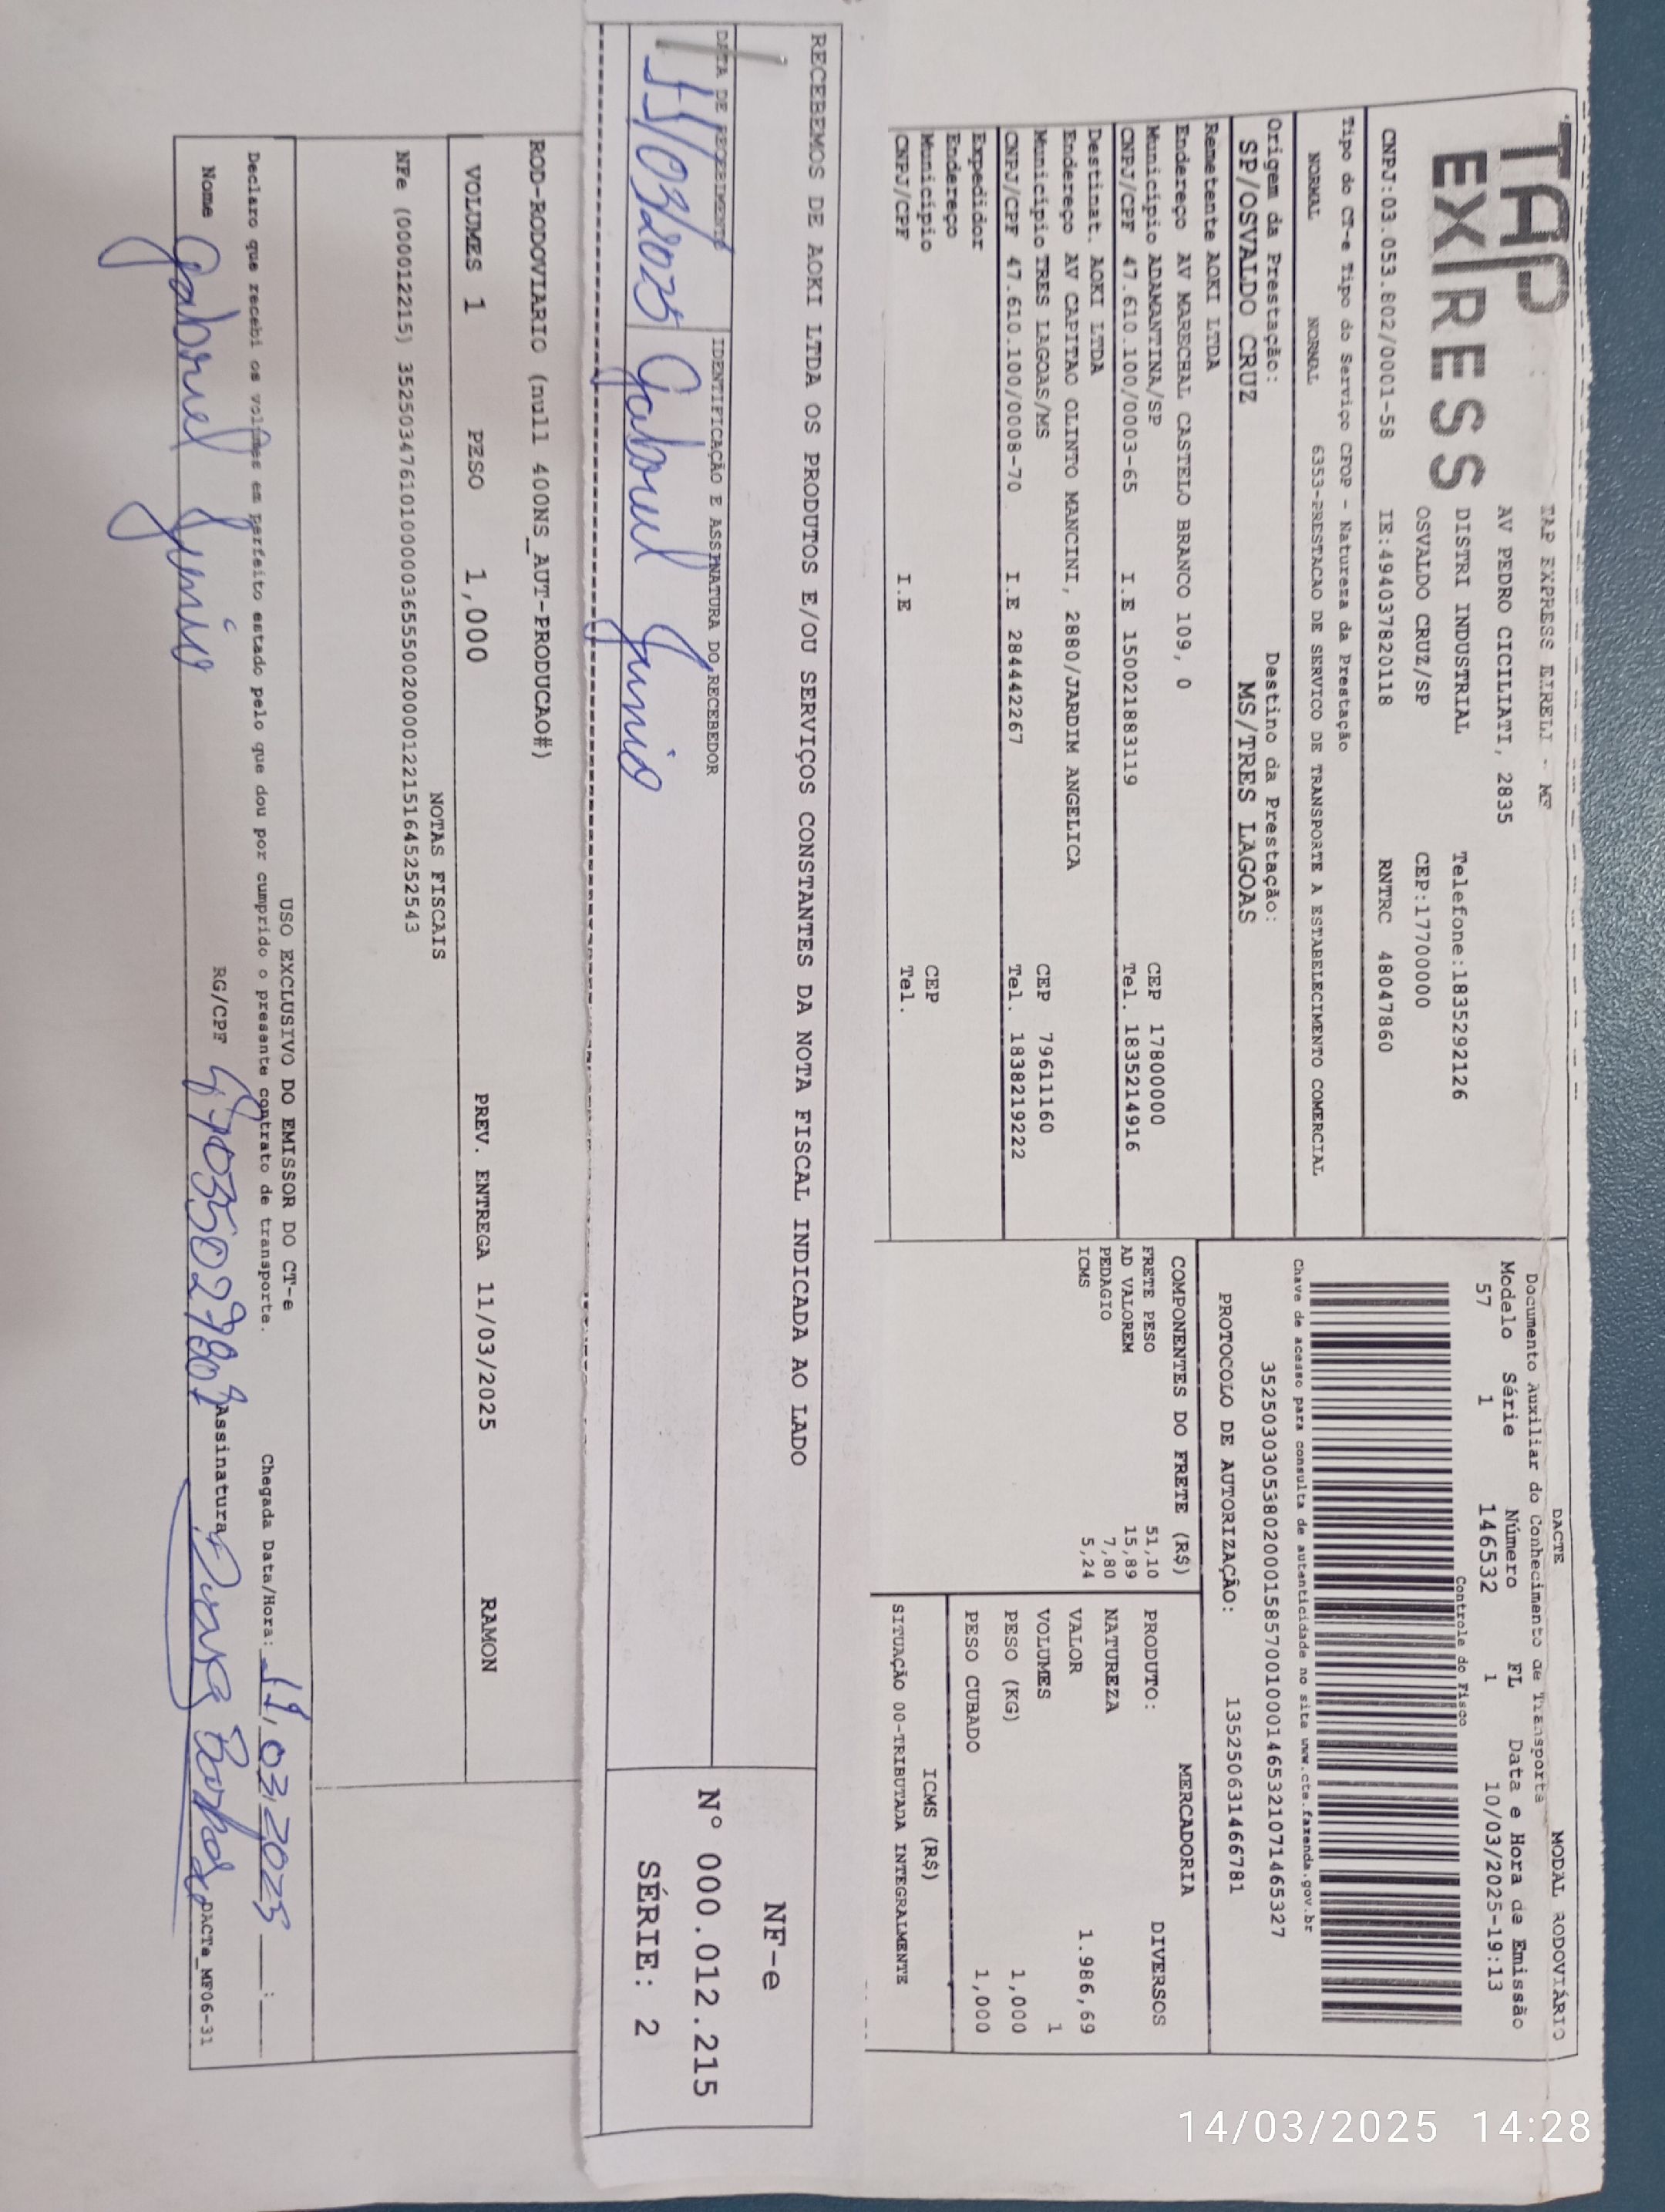 TAP EXPRESS
TAP EXPRESS EIRELI - ME
AV PEDRO CICILIATI, 2835
DISTRI INDUSTRIAL Telefone:1835292126
OSVALDO CRUZ/SP CEP:17700000
CNPJ:03.053.802/0001-58 IE:494037820118 RNTRC 48047860
Tipo do CT-e Tipo do Serviço CFOP - Natureza da Prestação
NORMAL NORMAL 6353-PRESTACAO DE SERVICO DE TRANSPORTE A ESTABELECIMENTO COMERCIAL
Origem da Prestação: Destino da Prestação:
SP/OSVALDO CRUZ MS/TRES LAGOAS
Remetente AOKI LTDA
Endereço AV MARECHAL CASTELO BRANCO 109, 0
Município ADAMANTINA/SP CEP 17800000
CNPJ/CPF 47.610.100/0003-65 I.E 150021883119 Tel. 1835214916
Destinat. AOKI LTDA
Endereço AV CAPITAO OLINTO MANCINI, 2880/JARDIM ANGELICA
Município TRES LAGOAS/MS CEP 79611160
CNPJ/CPF 47.610.100/0008-70 I.E 284442267 Tel. 1838219222
Expedidor
Endereço
Município CEP
CNPJ/CPF I.E Tel.
DACTE MODAL RODOVIÁRIO
Documento Auxiliar do Conhecimento de Transporte
Modelo Série Número FL Data e Hora de Emissão
57 1 146532 1 10/03/2025-19:13
Controle do Fisco
Chave de acesso para consulta de autenticidade no site www.cte.fazenda.gov.br
35250303053802000158570010001465321071465327
PROTOCOLO DE AUTORIZAÇÃO: 135250631466781
COMPONENTES DO FRETE (R$)
FRETE PESO 51,10
AD VALOREM 15,89
PEDAGIO 7,80
ICMS 5,24
MERCADORIA
PRODUTO: DIVERSOS
NATUREZA
VALOR 1.986,69
VOLUMES 1
PESO (KG) 1,000
PESO CUBADO 1,000
ICMS (R$)
SITUAÇÃO 00-TRIBUTADA INTEGRALMENTE
RECEBEMOS DE AOKI LTDA OS PRODUTOS E/OU SERVIÇOS CONSTANTES DA NOTA FISCAL INDICADA AO LADO
DATA DE RECEBIMENTO IDENTIFICAÇÃO E ASSINATURA DO RECEBEDOR
11/03/2025 Gabriel Junio
NF-e
Nº 000.012.215
SÉRIE: 2
ROD-RODOVIARIO (null 400NS_AUT-PRODUCAO#)
VOLUMES 1 PESO 1,000 PREV. ENTREGA 11/03/2025 RAMON
NOTAS FISCAIS
NFe (000012215) 35250347610100000365550020000122151645252543
USO EXCLUSIVO DO EMISSOR DO CT-e
Declaro que recebi os volumes em perfeito estado pelo que dou por cumprido o presente contrato de transporte. Chegada Data/Hora: 11,03,2025 :
Nome Gabriel Junio RG/CPF Assinatura Barbosa DACTe_MF06-31
14/03/2025 14:28